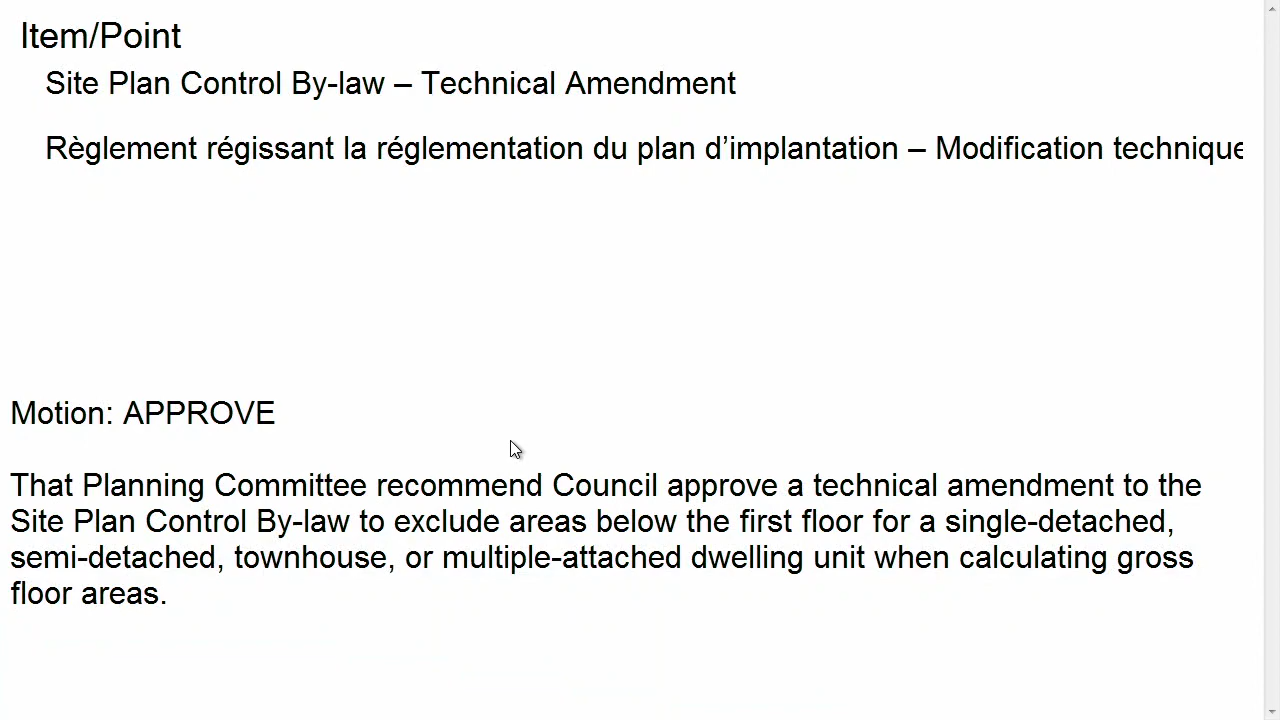 Item/Point
Site Plan Control By-law – Technical Amendment
Règlement régissant la réglementation du plan d’implantation – Modification technique
Motion: APPROVE
That Planning Committee recommend Council approve a technical amendment to the
Site Plan Control By-law to exclude areas below the first floor for a single-detached,
semi-detached, townhouse, or multiple-attached dwelling unit when calculating gross
floor areas.